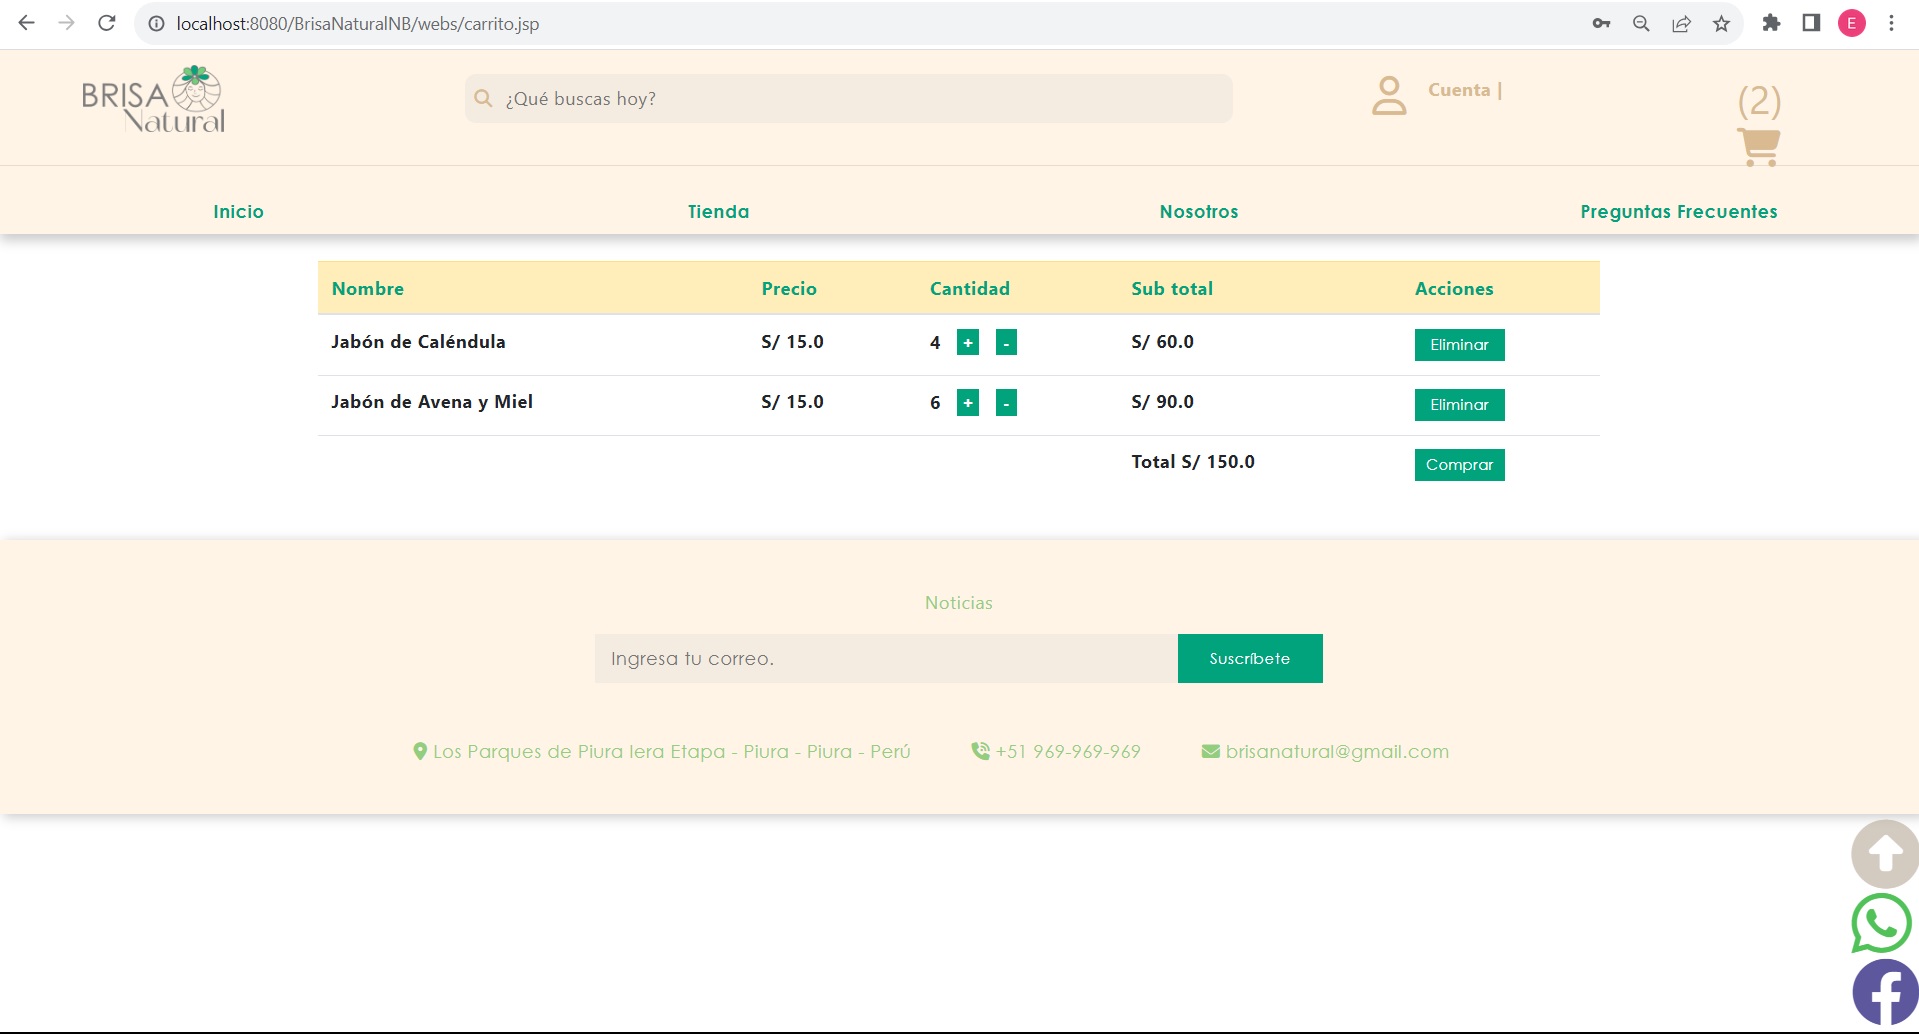 localhost:8080/BrisaNaturalNB/webs/carrito.jsp
E
BRISA
Natural
¿Qué buscas hoy?
Cuenta |
(2)
Inicio Tienda Nosotros Preguntas Frecuentes
Nombre Precio Cantidad Sub total Acciones
Jabón de Caléndula S/ 15.0 4 + - S/ 60.0 Eliminar
Jabón de Avena y Miel S/ 15.0 6 + - S/ 90.0 Eliminar
Total S/ 150.0 Comprar
Noticias
Ingresa tu correo. Suscríbete
Los Parques de Piura Iera Etapa - Piura - Piura - Perú +51 969-969-969 brisanatural@gmail.com